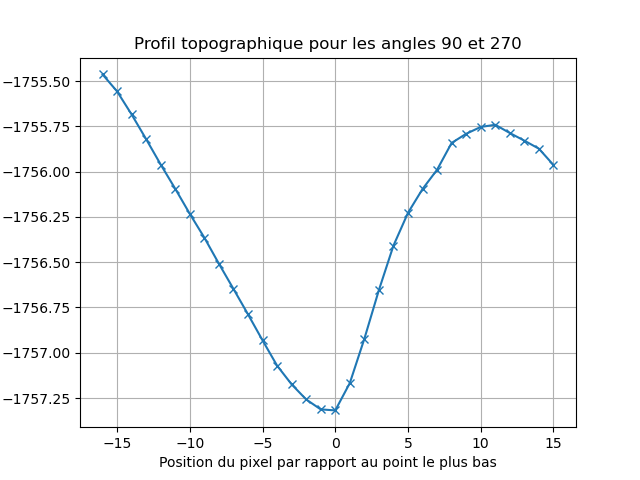 Profil topographique pour les angles 90 et 270
−1755.50
−1755.75
−1756.00
−1756.25
−1756.50
−1756.75
−1757.00
−1757.25
−15 −10 −5 0 5 10 15
Position du pixel par rapport au point le plus bas